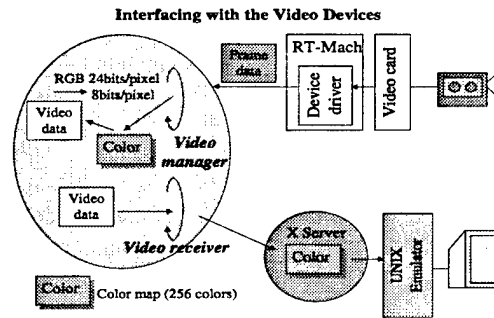 Interfacing with the Video Devices
Frame data
RT-Mach
Device driver
Video card
RGB 24bits/pixel
8bits/pixel
Video data
Color
Video manager
Video data
Video receiver
X Server
Color
UNIX Emulator
Color
Color map (256 colors)